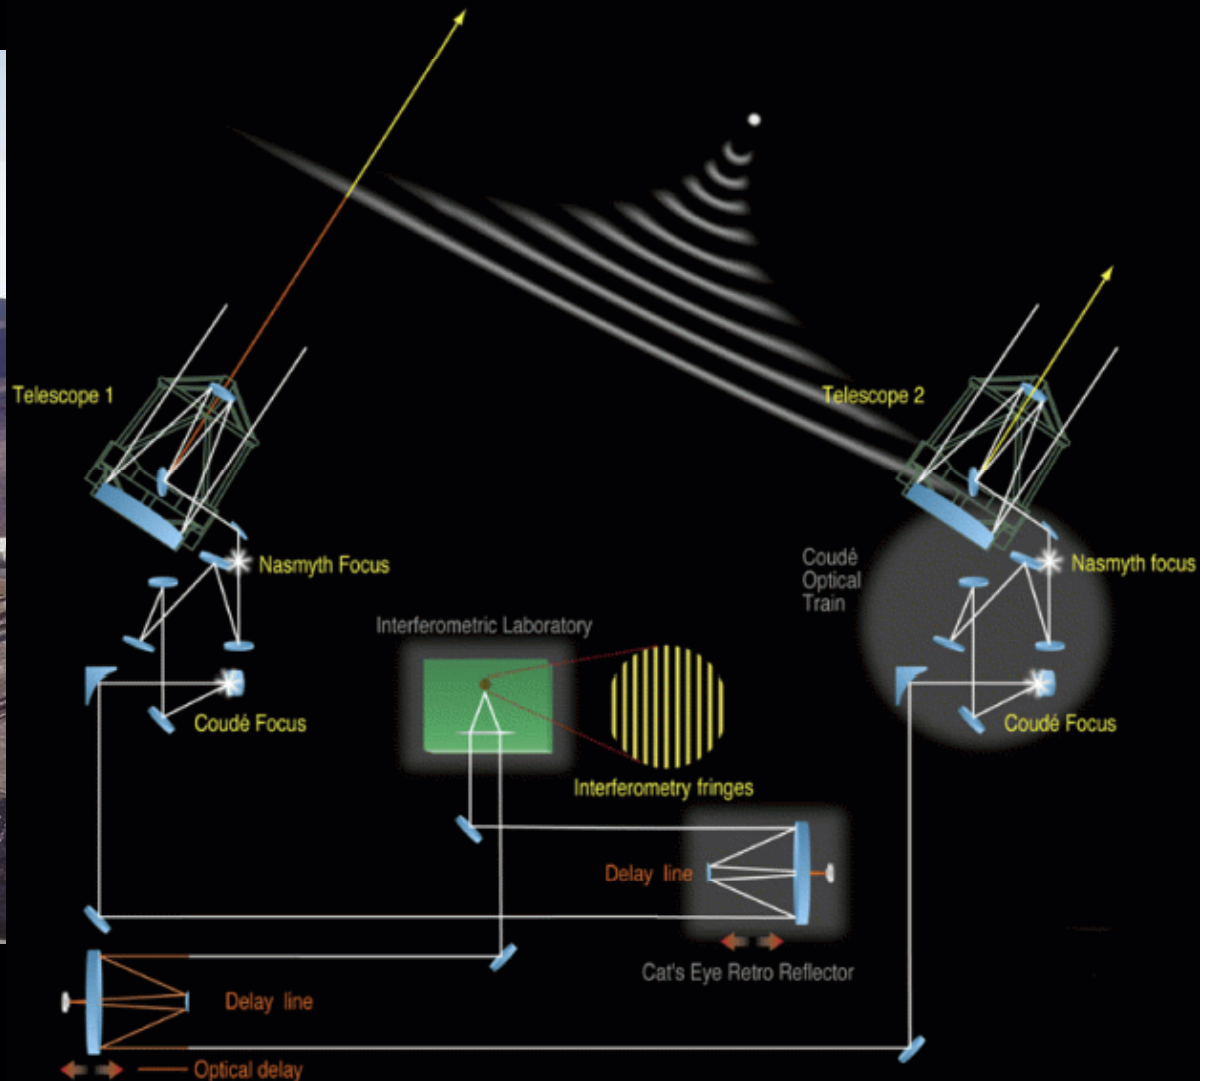 Telescope 1
Telescope 2
Nasmyth Focus
Coudé
Optical
Train
Nasmyth focus
Interferometric Laboratory
Coudé Focus
Coudé Focus
Interferometry fringes
Delay line
Cat's Eye Retro Reflector
Delay line
Optical delay